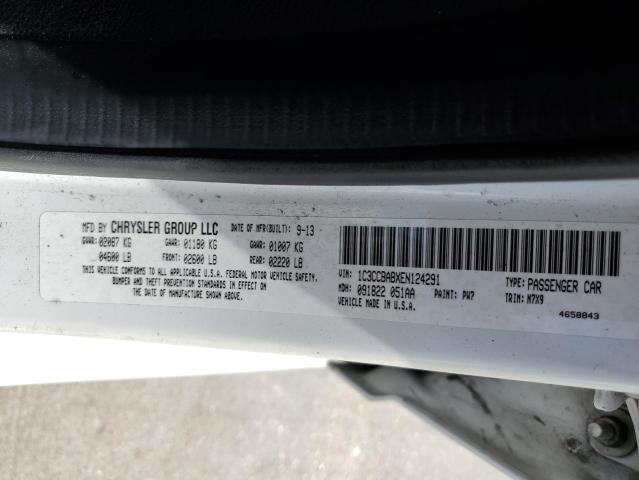 MFD BY CHRYSLER GROUP LLC DATE OF MFR(BUILT) 9-13
GVWR: 02087 KG GAWR: 01180 KG GAWR: 01007 KG
04600 LB FRONT: 02600 LB REAR: 02220 LB
THIS VEHICLE CONFORMS TO ALL APPLICABLE U.S.A. FEDERAL MOTOR VEHICLE SAFETY,
BUMPER AND THEFT PREVENTION STANDARDS IN EFFECT ON
THE DATE OF MANUFACTURE SHOWN ABOVE.
VIN: 1C3CCBABXEN124291 TYPE: PASSENGER CAR
MDH: 091822 051AA PAINT: PW7 TRIM: N7X9
VEHICLE MADE IN U.S.A. 4658843